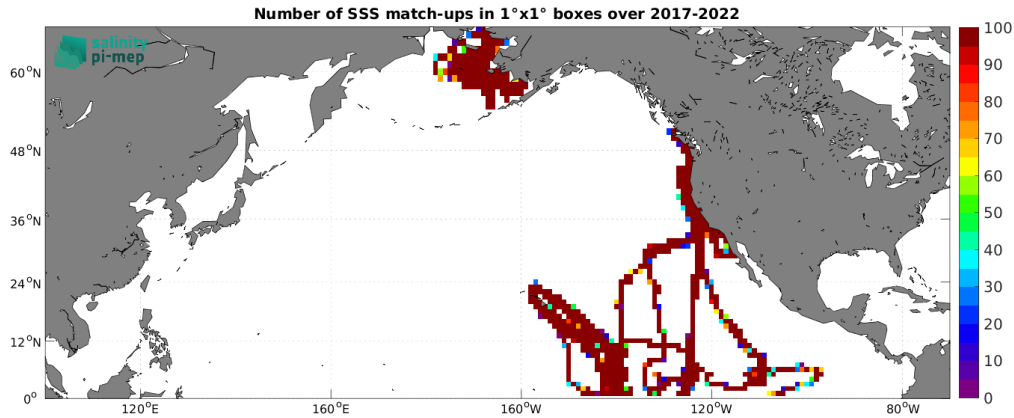 Number of SSS match-ups in 1°x1° boxes over 2017-2022
salinity
pi-mep
60°N
48°N
36°N
24°N
12°N
0°
120°E
160°E
160°W
120°W
80°W
100
90
80
70
60
50
40
30
20
10
0